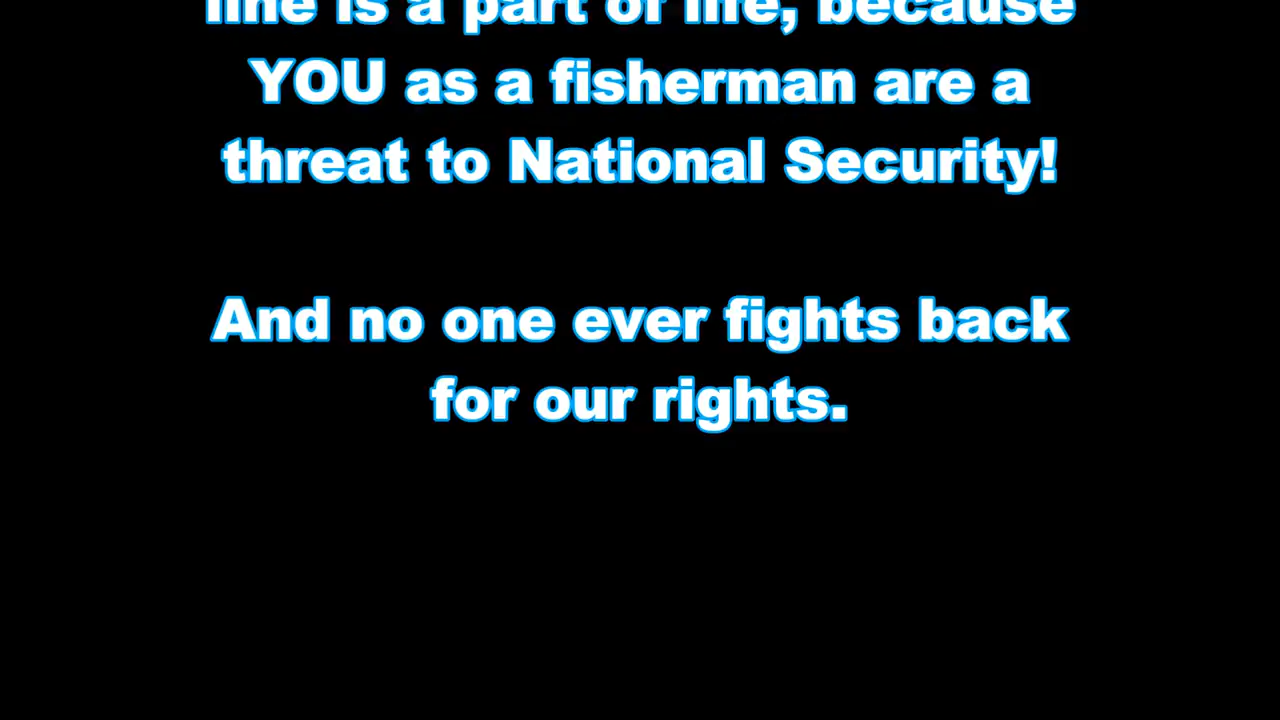 line is a part of life, because
YOU as a fisherman are a
threat to National Security!
And no one ever fights back
for our rights.